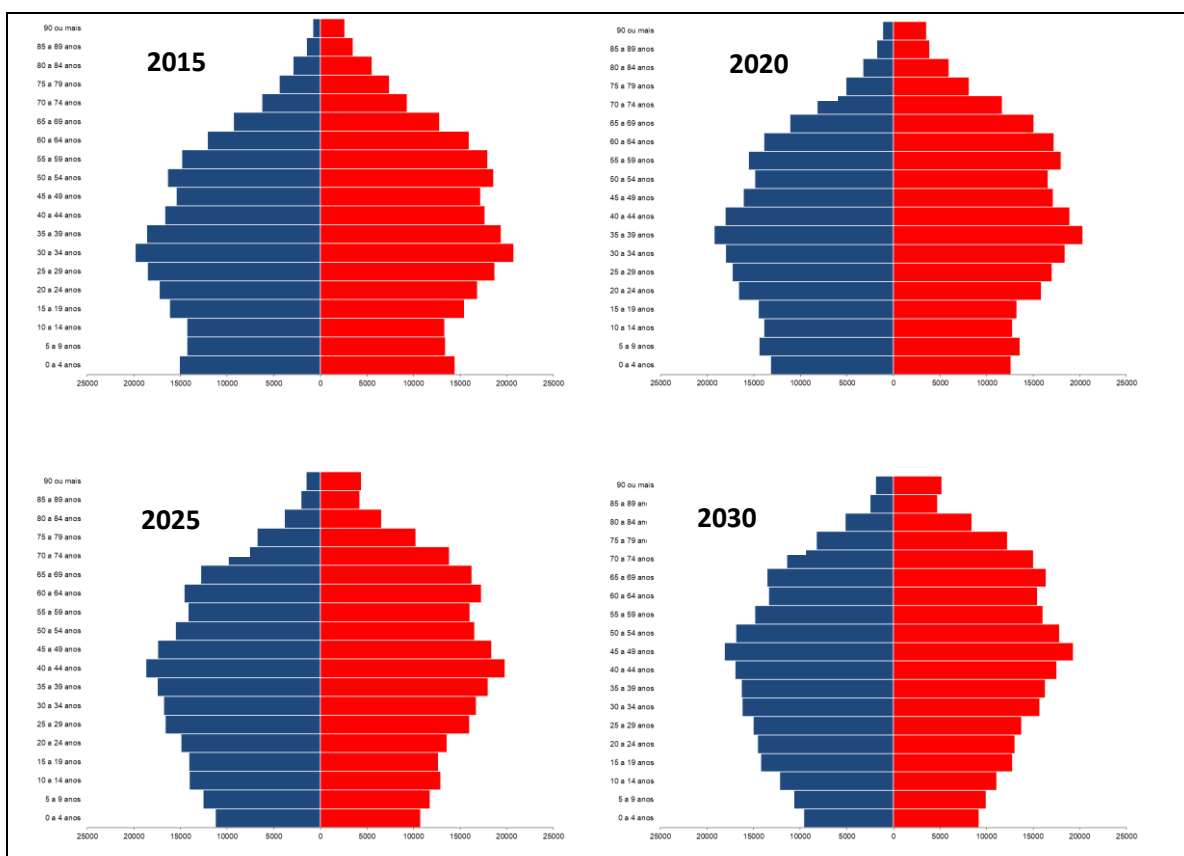 2015
90 ou mais
85 a 89 anos
80 a 84 anos
75 a 79 anos
70 a 74 anos
65 a 69 anos
60 a 64 anos
55 a 59 anos
50 a 54 anos
45 a 49 anos
40 a 44 anos
35 a 39 anos
30 a 34 anos
25 a 29 anos
20 a 24 anos
15 a 19 anos
10 a 14 anos
5 a 9 anos
0 a 4 anos
25000 20000 15000 10000 5000 0 5000 10000 15000 20000 25000
2020
90 ou mais
85 a 89 anos
80 a 84 anos
75 a 79 anos
70 a 74 anos
65 a 69 anos
60 a 64 anos
55 a 59 anos
50 a 54 anos
45 a 49 anos
40 a 44 anos
35 a 39 anos
30 a 34 anos
25 a 29 anos
20 a 24 anos
15 a 19 anos
10 a 14 anos
5 a 9 anos
0 a 4 anos
25000 20000 15000 10000 5000 0 5000 10000 15000 20000 25000
2025
90 ou mais
85 a 89 anos
80 a 84 anos
75 a 79 anos
70 a 74 anos
65 a 69 anos
60 a 64 anos
55 a 59 anos
50 a 54 anos
45 a 49 anos
40 a 44 anos
35 a 39 anos
30 a 34 anos
25 a 29 anos
20 a 24 anos
15 a 19 anos
10 a 14 anos
5 a 9 anos
0 a 4 anos
25000 20000 15000 10000 5000 0 5000 10000 15000 20000 25000
2030
90 ou mais
85 a 89
80 a 84
75 a 79
70 a 74 anos
65 a 69 anos
60 a 64 anos
55 a 59 anos
50 a 54 anos
45 a 49 anos
40 a 44 anos
35 a 39 anos
30 a 34 anos
25 a 29 anos
20 a 24 anos
15 a 19 anos
10 a 14 anos
5 a 9 anos
0 a 4 anos
25000 20000 15000 10000 5000 0 5000 10000 15000 20000 25000